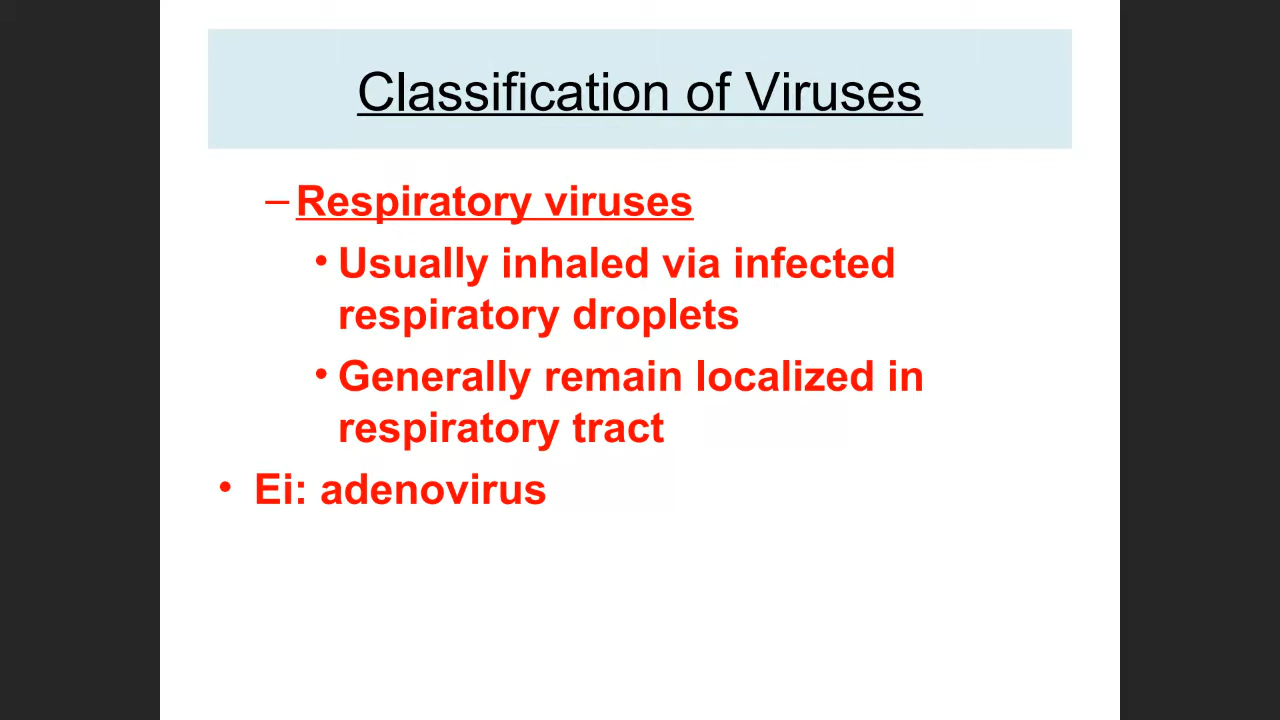 Classification of Viruses
– Respiratory viruses
• Usually inhaled via infected
respiratory droplets
• Generally remain localized in
respiratory tract
• Ei: adenovirus